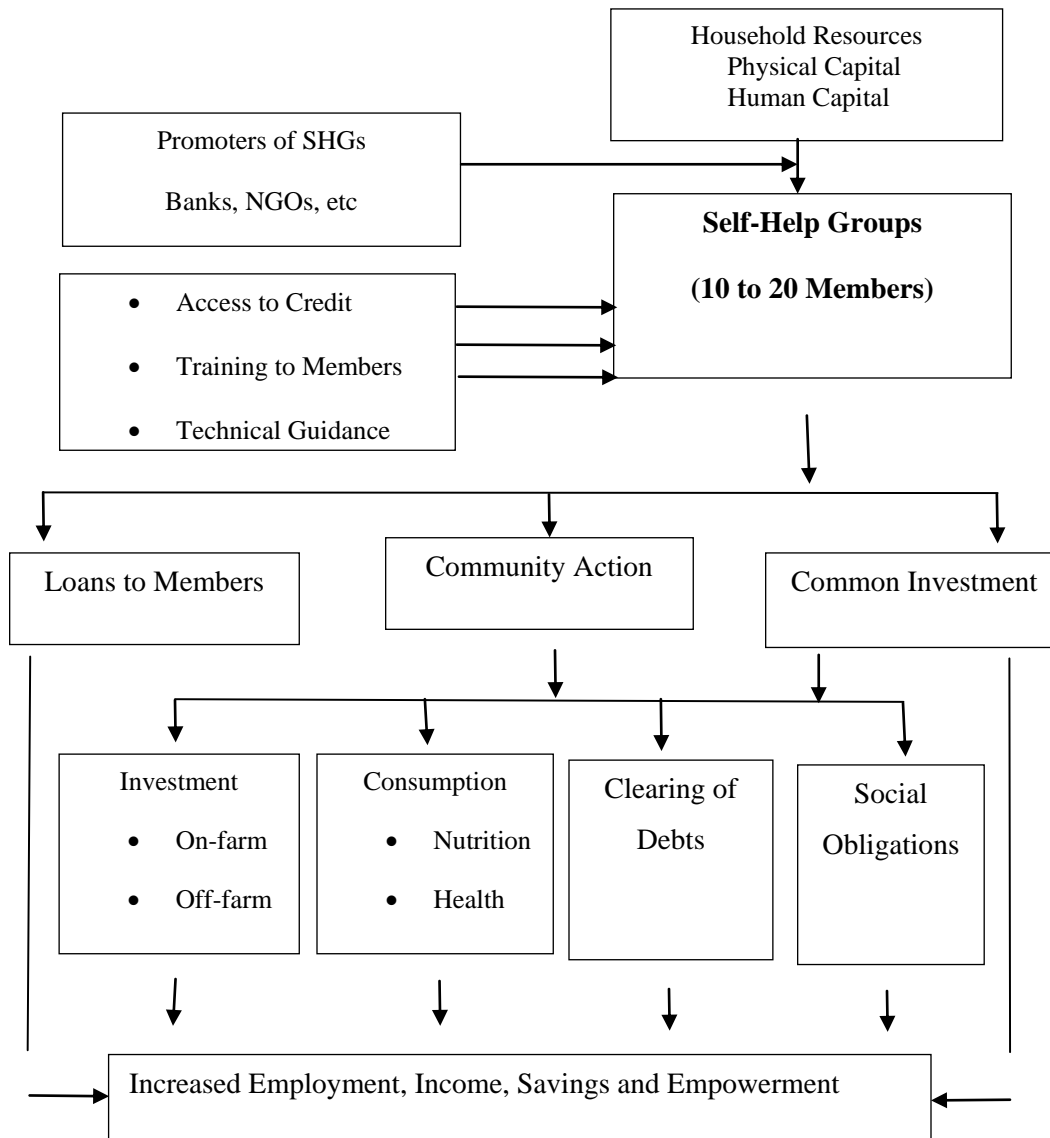 Household Resources
Physical Capital
Human Capital
Promoters of SHGs
Banks, NGOs, etc
Self-Help Groups
(10 to 20 Members)
• Access to Credit
• Training to Members
• Technical Guidance
Loans to Members
Community Action
Common Investment
Investment
• On-farm
• Off-farm
Consumption
• Nutrition
• Health
Clearing of
Debts
Social
Obligations
Increased Employment, Income, Savings and Empowerment